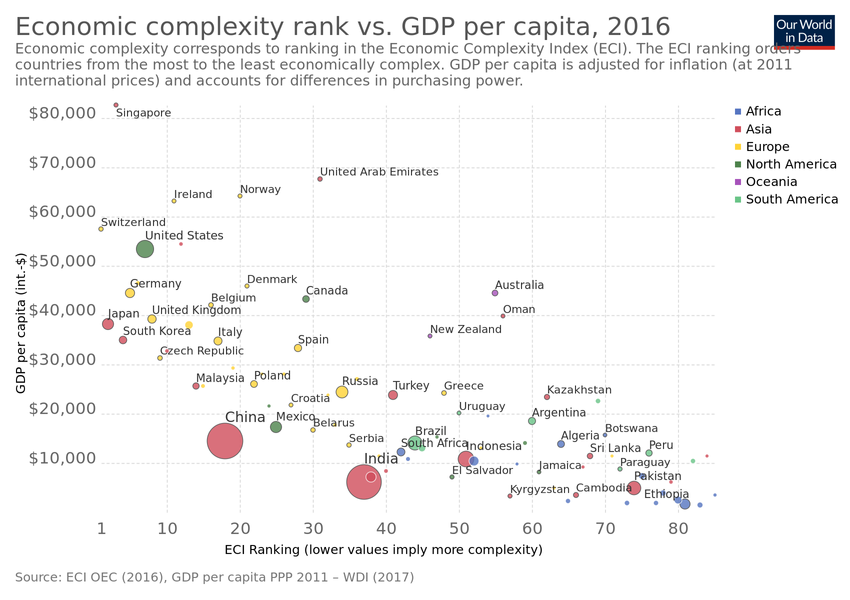 Economic complexity rank vs. GDP per capita, 2016
Our World
in Data
Economic complexity corresponds to ranking in the Economic Complexity Index (ECI). The ECI ranking orders
countries from the most to the least economically complex. GDP per capita is adjusted for inflation (at 2011
international prices) and accounts for differences in purchasing power.
$80,000
Singapore
Africa
Asia
Europe
North America
Oceania
South America
$70,000
United Arab Emirates
Ireland
Norway
$60,000
Switzerland
United States
$50,000
Germany
Denmark
Belgium
Canada
Australia
$40,000
Japan
United Kingdom
Oman
South Korea
Italy
Spain
New Zealand
Czech Republic
$30,000
Malaysia
Poland
Russia
Turkey
Greece
Kazakhstan
Croatia
$20,000
China
Mexico
Belarus
Uruguay
Argentina
Serbia
Brazil
South Africa
Indonesia
Algeria
Botswana
Sri Lanka
Peru
$10,000
India
El Salvador
Jamaica
Paraguay
Pakistan
Kyrgyzstan
Cambodia
Ethiopia
GDP per capita (int.-$)
1
10
20
30
40
50
60
70
80
ECI Ranking (lower values imply more complexity)
Source: ECI OEC (2016), GDP per capita PPP 2011 – WDI (2017)